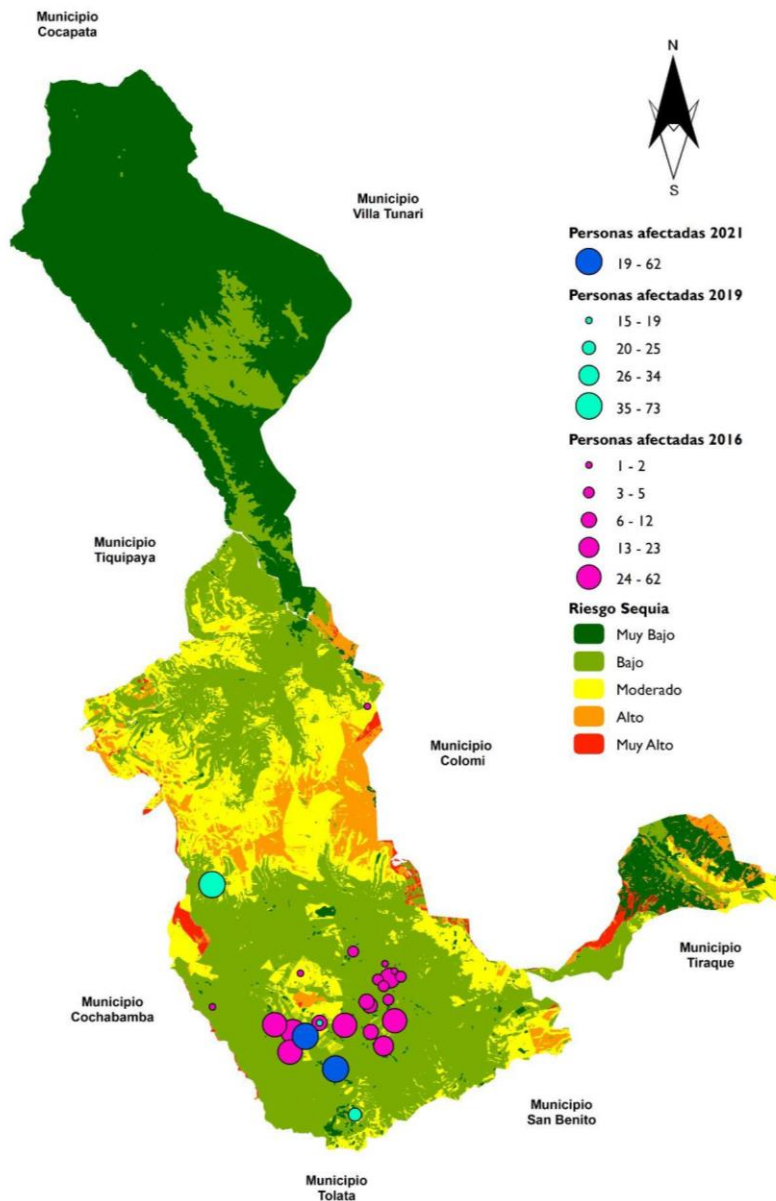 Municipio
Cocapata
N
S
Municipio
Villa Tunari
Personas afectadas 2021
19 - 62
Personas afectadas 2019
15 - 19
20 - 25
26 - 34
35 - 73
Personas afectadas 2016
1 - 2
3 - 5
6 - 12
13 - 23
24 - 62
Riesgo Sequia
Muy Bajo
Bajo
Moderado
Alto
Muy Alto
Municipio
Tiquipaya
Municipio
Colomi
Municipio
Tiraque
Municipio
Cochabamba
Municipio
San Benito
Municipio
Tolata